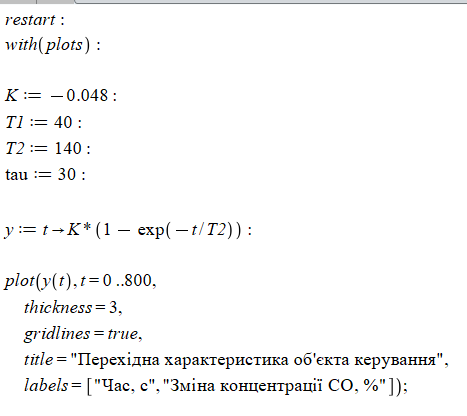 restart :
with(plots) :
K := −0.048 :
T1 := 40 :
T2 := 140 :
tau := 30 :
y := t→K*(1 − exp(−t/T2)) :
plot(y(t), t = 0 ..800,
thickness = 3,
gridlines = true,
title = "Перехідна характеристика об'єкта керування",
labels = ["Час, с", "Зміна концентрації CO, %"]);